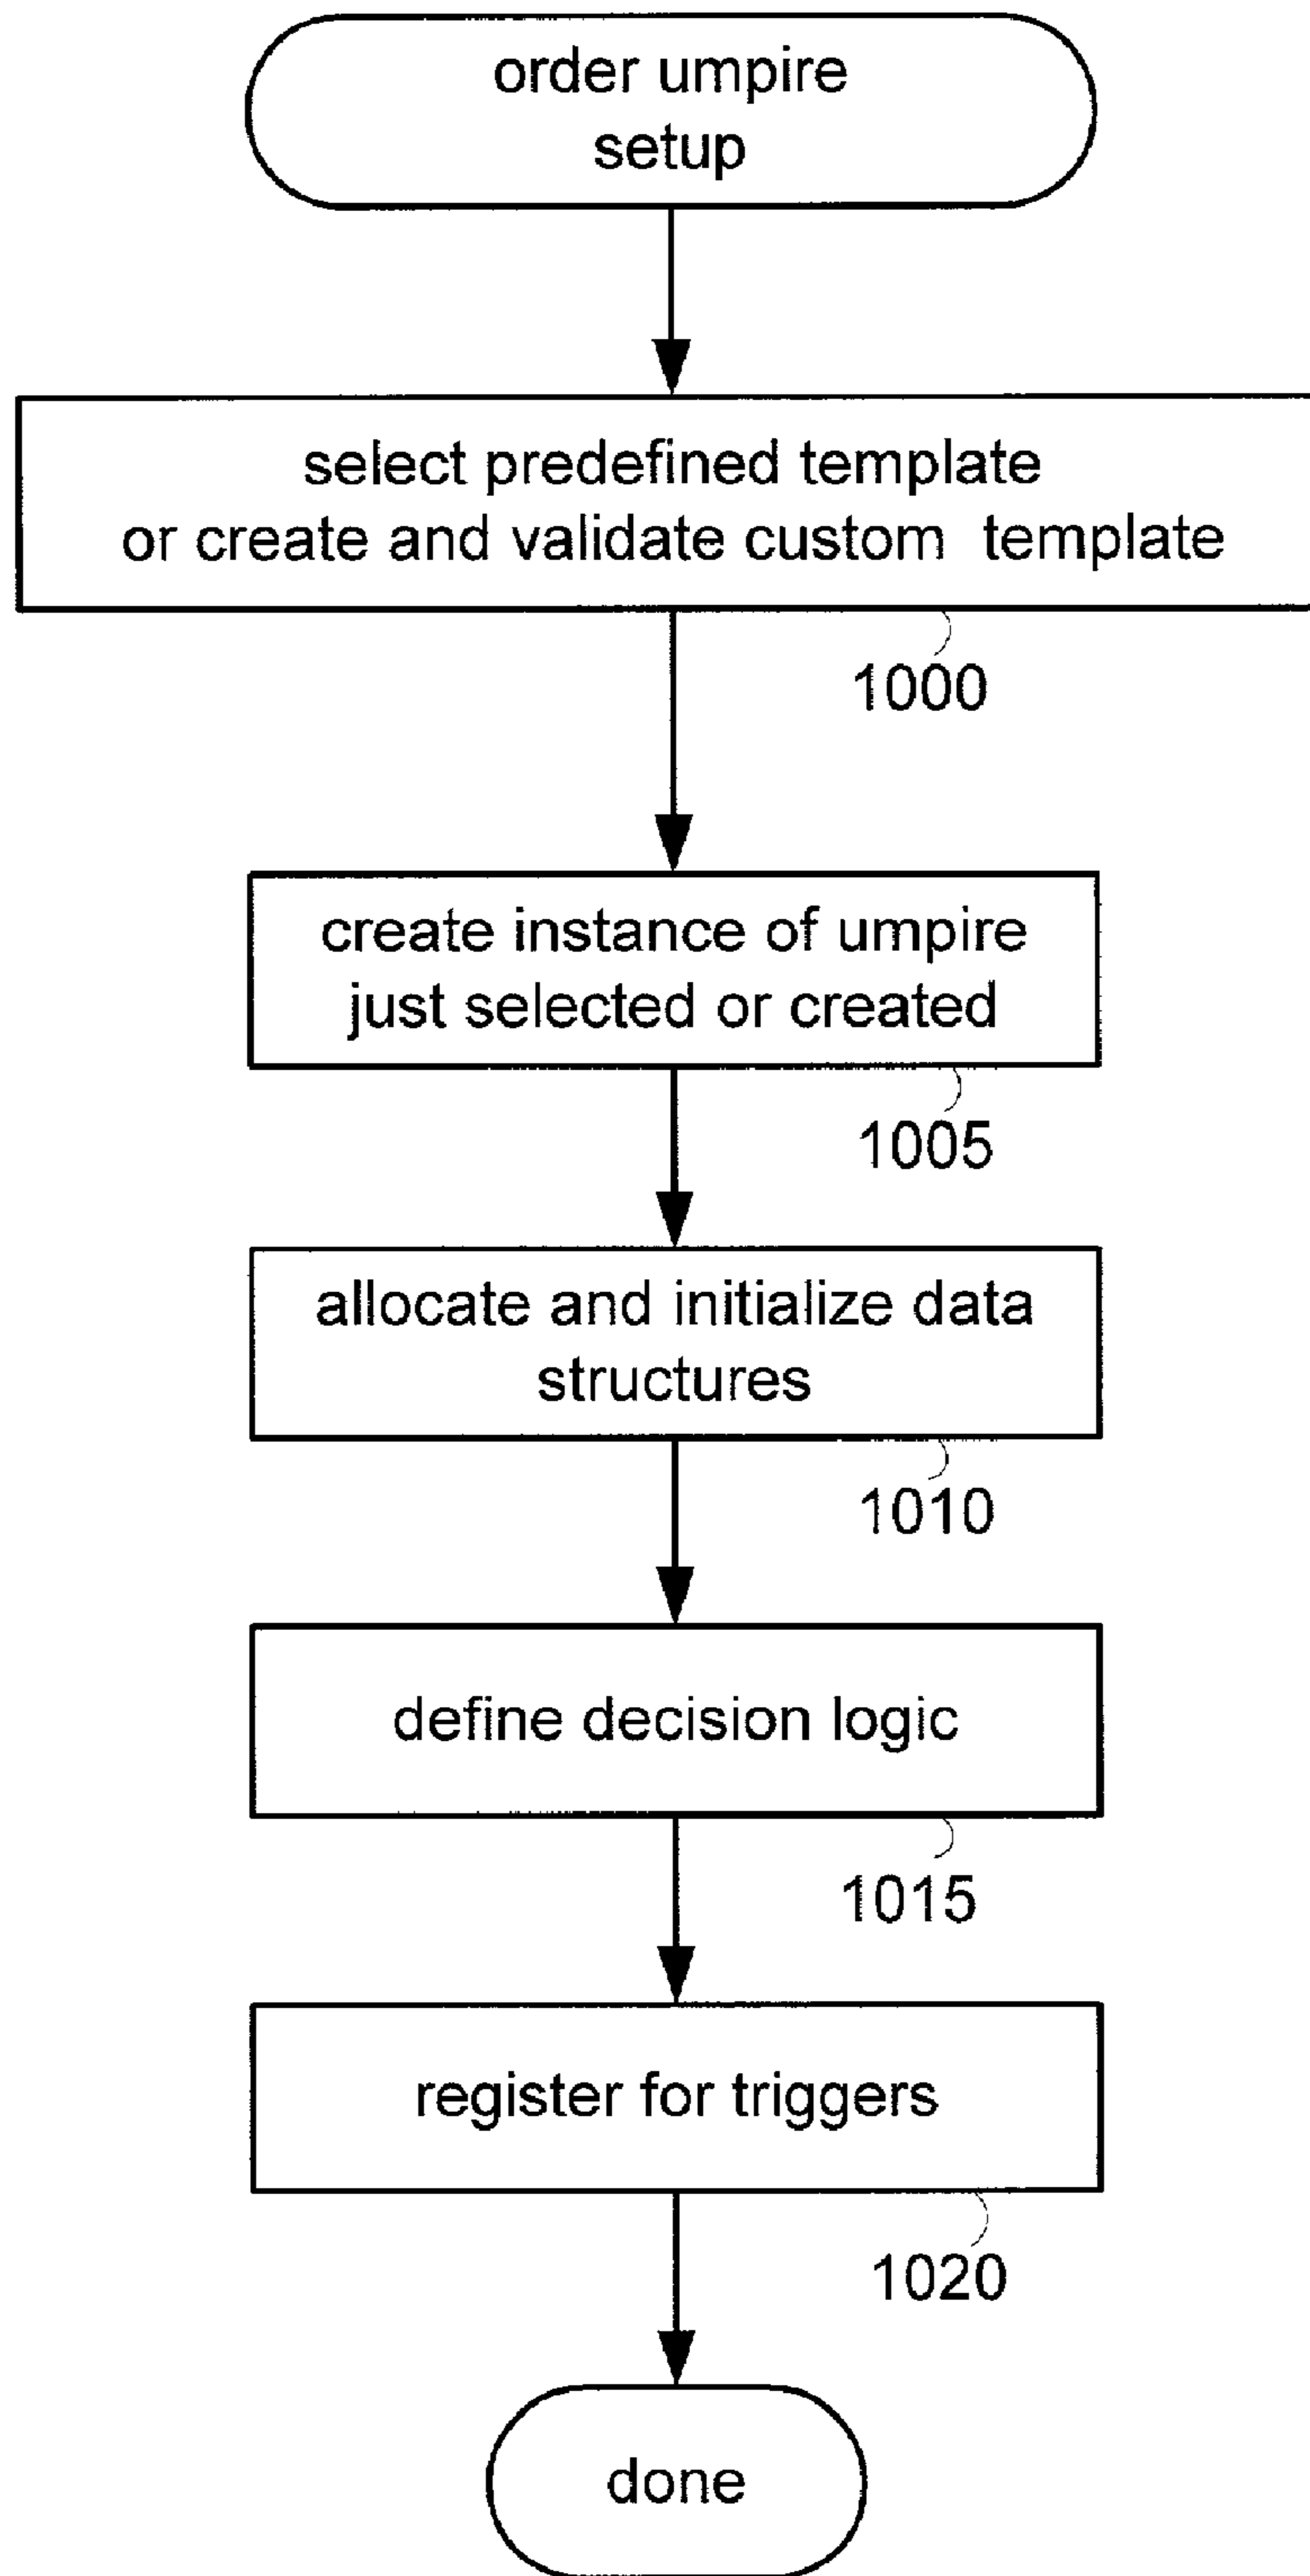 order umpire
setup
select predefined template
or create and validate custom template
1000
create instance of umpire
just selected or created
1005
allocate and initialize data
structures
1010
define decision logic
1015
register for triggers
1020
done